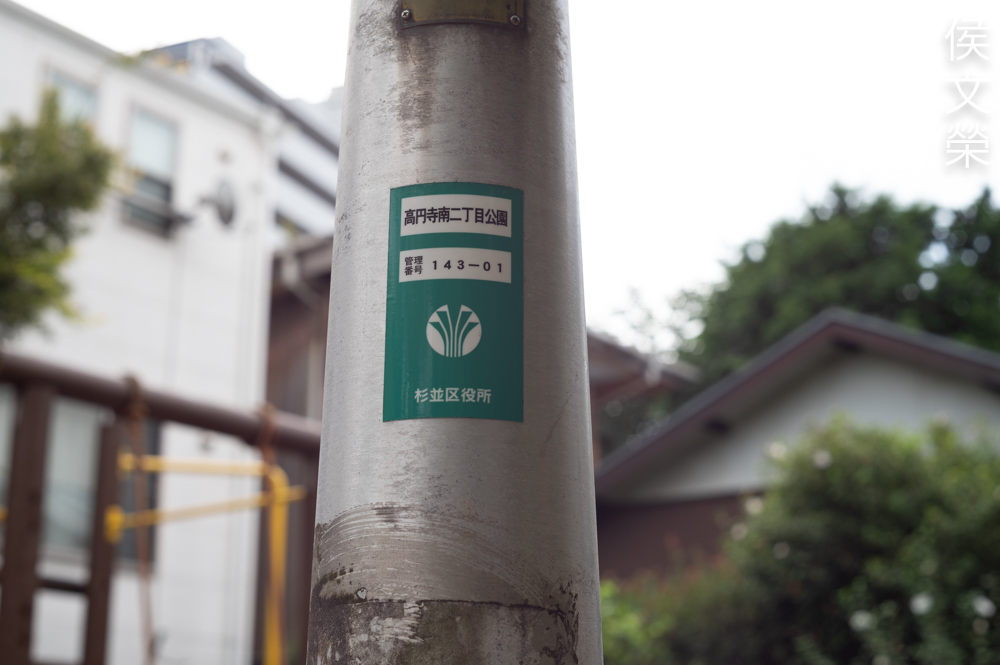 高円寺南二丁目公園
管理番号 143-01
杉並区役所
侯文榮